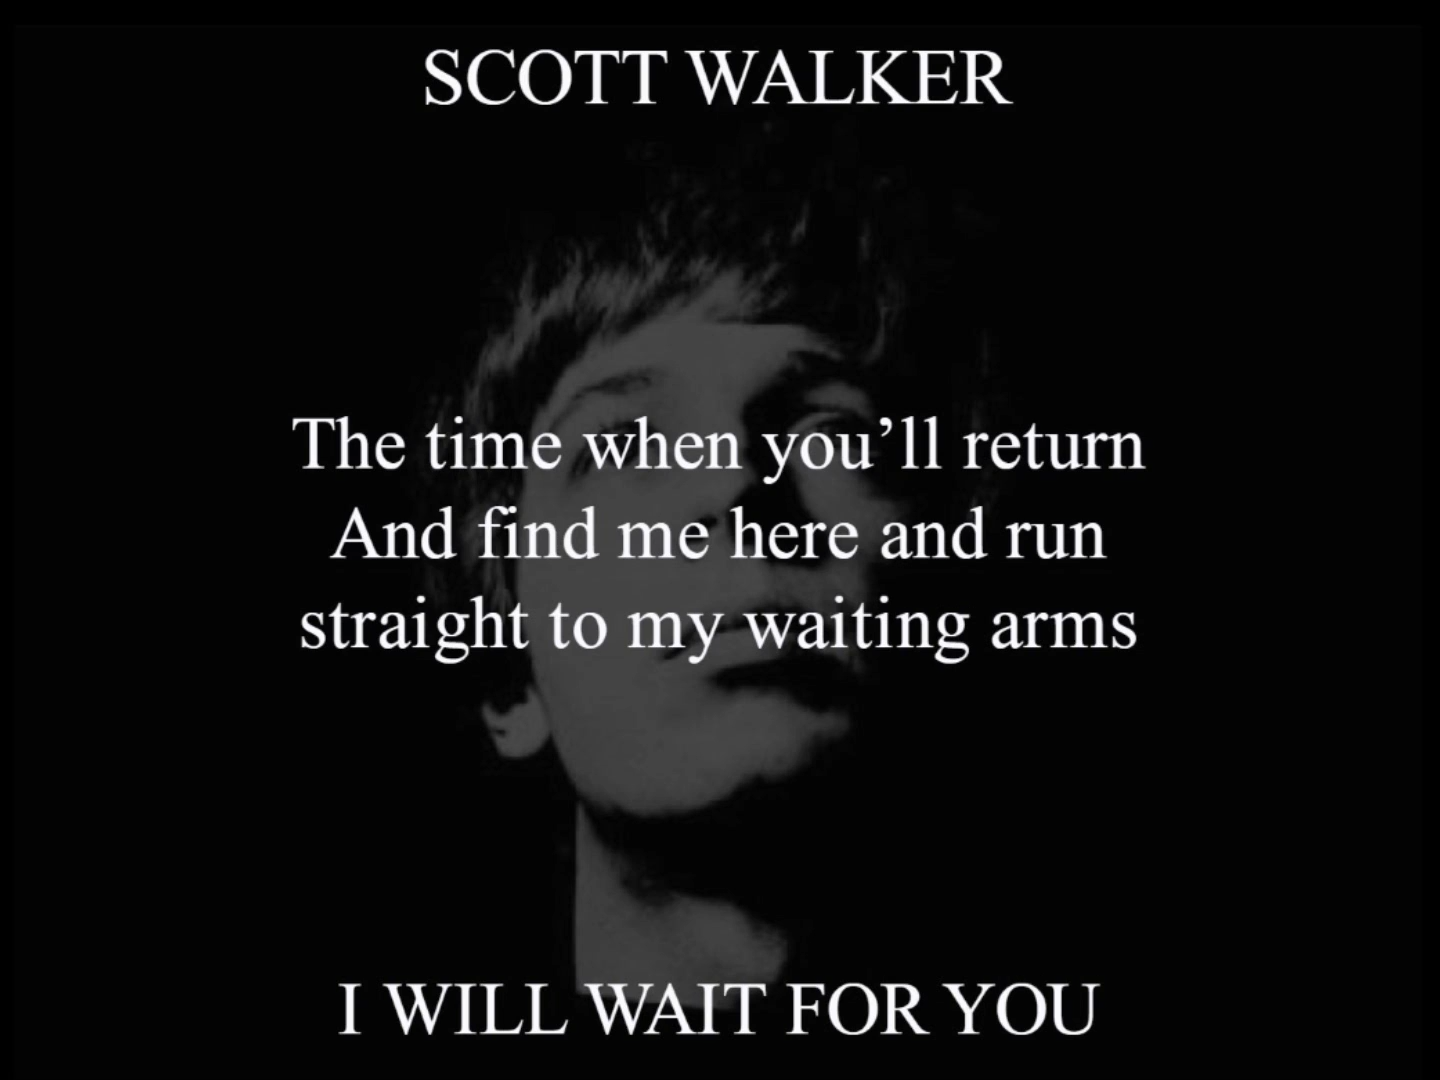 SCOTT WALKER
The time when you’ll return
And find me here and run
straight to my waiting arms
I WILL WAIT FOR YOU